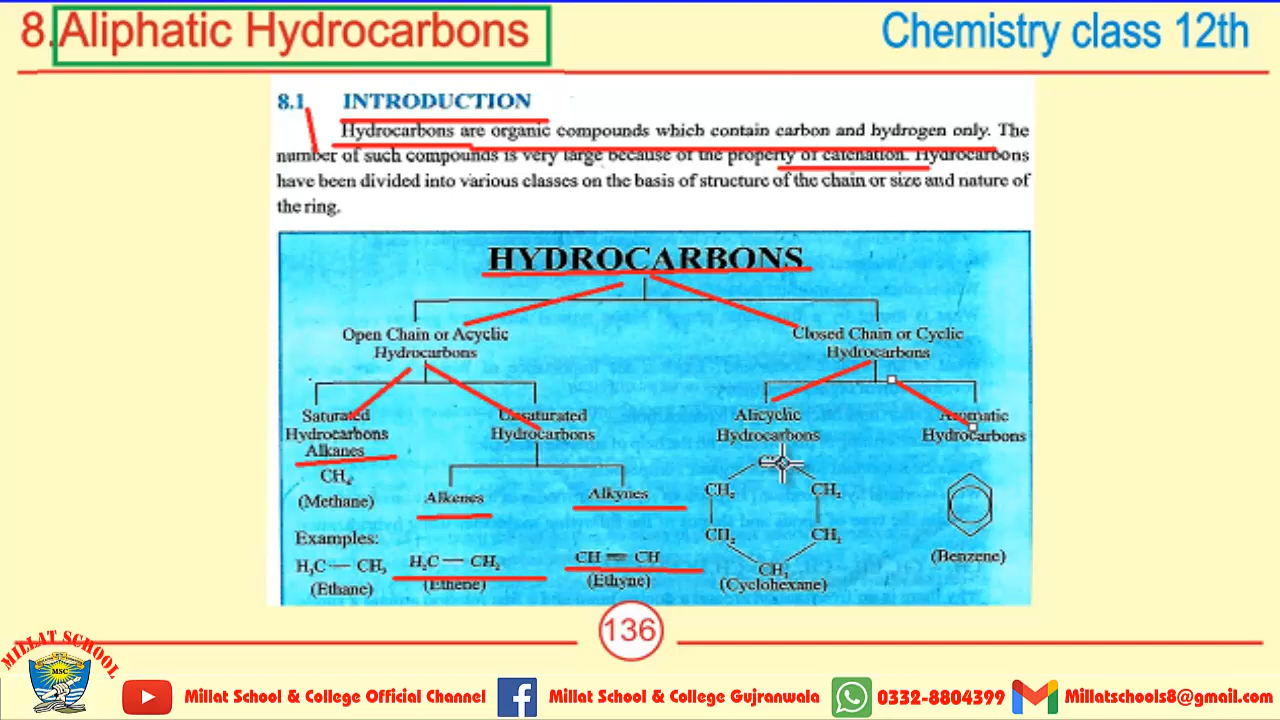 8. Aliphatic Hydrocarbons
Chemistry class 12th
8.1 INTRODUCTION
Hydrocarbons are organic compounds which contain carbon and hydrogen only. The
number of such compounds is very large because of the property of catenation. Hydrocarbons
have been divided into various classes on the basis of structure of the chain or size and nature of
the ring.
HYDROCARBONS
Open Chain or Acyclic
Hydrocarbons
Closed Chain or Cyclic
Hydrocarbons
Saturated
Hydrocarbons
Alkanes
CH₄
(Methane)
Examples:
H₃C — CH₃
(Ethane)
Unsaturated
Hydrocarbons
Alkenes
H₂C — CH₂
(Ethene)
Alkynes
CH ≡ CH
(Ethyne)
Alicyclic
Hydrocarbons
CH₂ CH₂
CH₂ CH₂
CH₂
(Cyclohexane)
Aromatic
Hydrocarbons
(Benzene)
136
MILLAT SCHOOL
MSC
Millat School & College Official Channel
Millat School & College Gujranwala
0332-8804399
Millatschools8@gmail.com